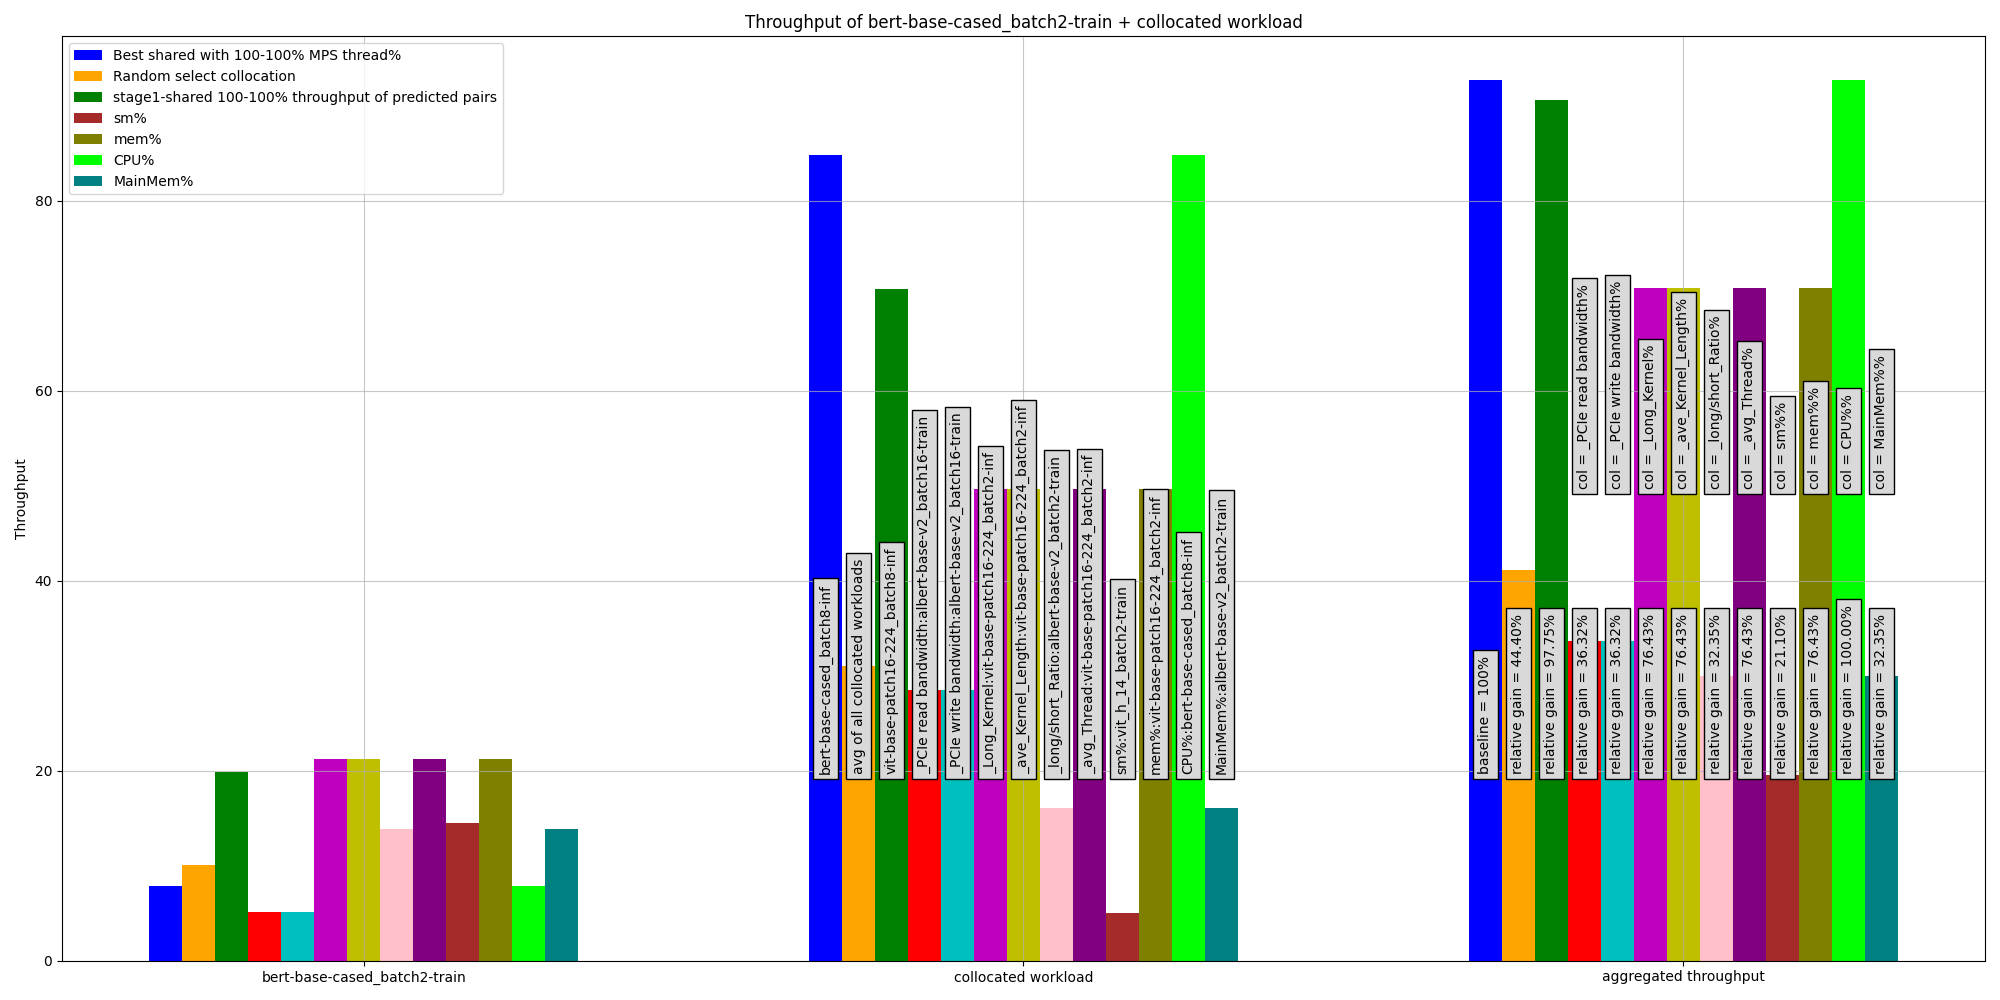 Throughput of bert-base-cased_batch2-train + collocated workload
Best shared with 100-100% MPS thread%
Random select collocation
stage1-shared 100-100% throughput of predicted pairs
sm%
mem%
CPU%
MainMem%
Throughput
80
60
40
20
0
bert-base-cased_batch8-inf
avg of all collocated workloads
vit-base-patch16-224_batch8-inf
_PCIe read bandwidth:albert-base-v2_batch16-train
_PCIe write bandwidth:albert-base-v2_batch16-train
_Long_Kernel:vit-base-patch16-224_batch2-inf
_ave_Kernel_Length:vit-base-patch16-224_batch2-inf
_long/short_Ratio:albert-base-v2_batch2-train
_avg_Thread:vit-base-patch16-224_batch2-inf
sm%:vit_h_14_batch2-train
mem%:vit-base-patch16-224_batch2-inf
CPU%:bert-base-cased_batch8-inf
MainMem%:albert-base-v2_batch2-train
col = _PCIe read bandwidth%
col = _PCIe write bandwidth%
col = _Long_Kernel%
col = _ave_Kernel_Length%
col = _long/short_Ratio%
col = _avg_Thread%
col = sm%%
col = mem%%
col = CPU%%
col = MainMem%%
baseline = 100%
relative gain = 44.40%
relative gain = 97.75%
relative gain = 36.32%
relative gain = 36.32%
relative gain = 76.43%
relative gain = 76.43%
relative gain = 32.35%
relative gain = 76.43%
relative gain = 21.10%
relative gain = 76.43%
relative gain = 100.00%
relative gain = 32.35%
bert-base-cased_batch2-train
collocated workload
aggregated throughput